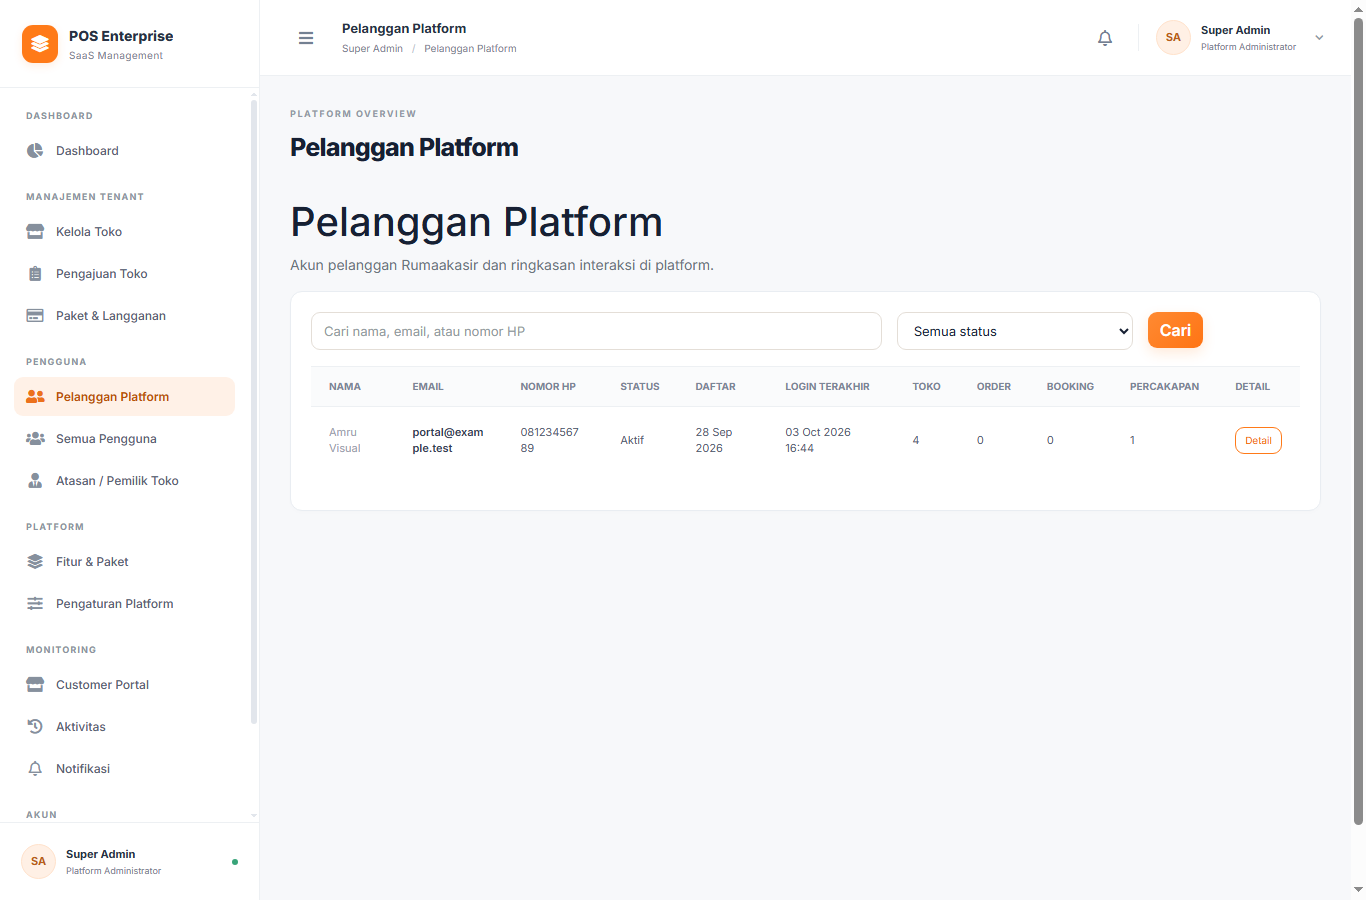 POS Enterprise
SaaS Management
DASHBOARD
Dashboard
MANAJEMEN TENANT
Kelola Toko
Pengajuan Toko
Paket & Langganan
PENGGUNA
Pelanggan Platform
Semua Pengguna
Atasan / Pemilik Toko
PLATFORM
Fitur & Paket
Pengaturan Platform
MONITORING
Customer Portal
Aktivitas
Notifikasi
AKUN
SA
Super Admin
Platform Administrator
Pelanggan Platform
Super Admin / Pelanggan Platform
SA
Super Admin
Platform Administrator
PLATFORM OVERVIEW
Pelanggan Platform
Pelanggan Platform
Akun pelanggan Rumaakasir dan ringkasan interaksi di platform.
Cari nama, email, atau nomor HP
Semua status
Cari
NAMA EMAIL NOMOR HP STATUS DAFTAR LOGIN TERAKHIR TOKO ORDER BOOKING PERCAKAPAN DETAIL
Amru portal@exam 081234567 Aktif 28 Sep 03 Oct 2026 4 0 0 1 Detail
Visual ple.test 89 2026 16:44